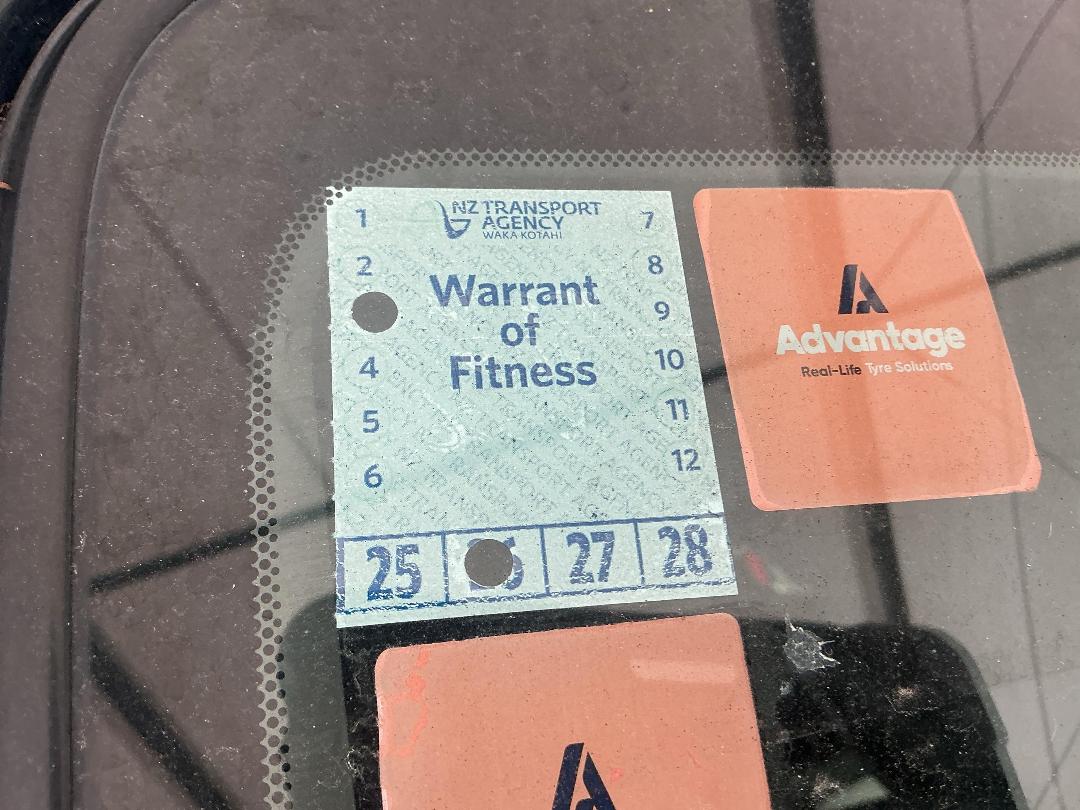 NZ TRANSPORT
AGENCY
WAKA KOTAHI
Warrant
of
Fitness
1
2
4
5
6
7
8
9
10
11
12
25
27
28
Advantage
Real-Life Tyre Solutions